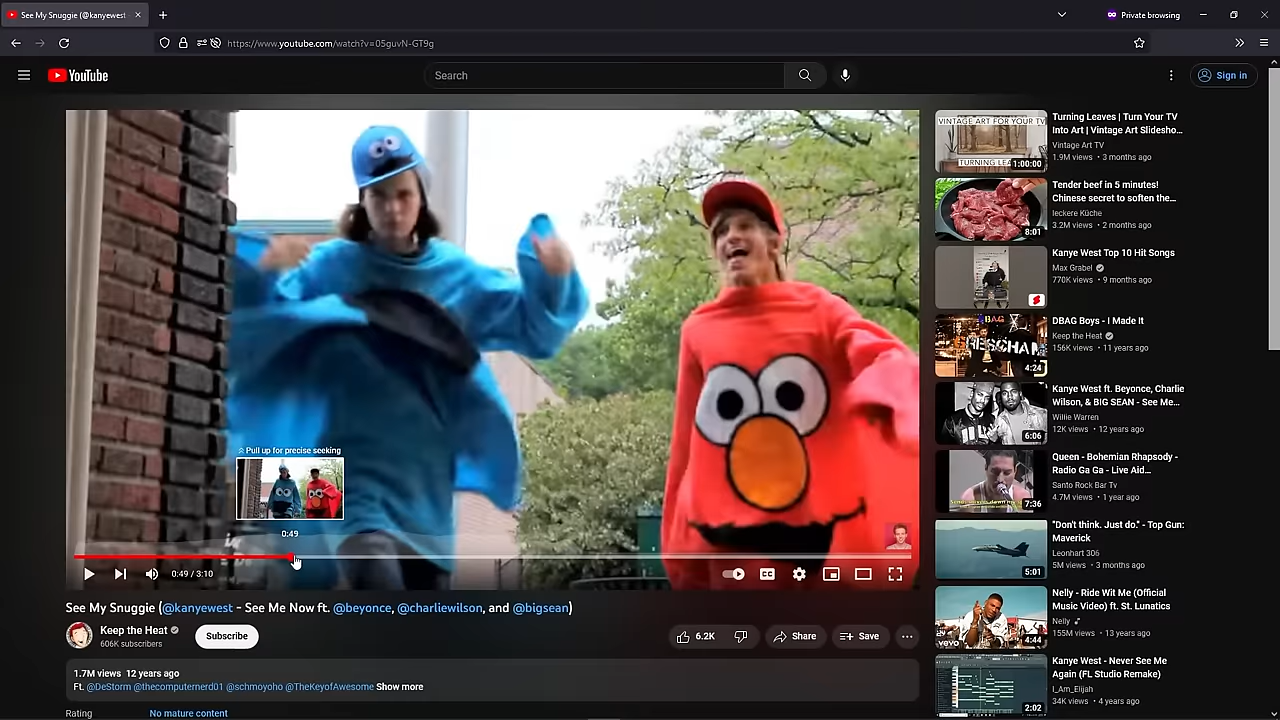 See My Snuggie (@kanyewest
Private browsing
https://www.youtube.com/watch?v=05guvN-GT9g
YouTube
Search
Sign in
Pull up for precise seeking
0:49
0:49 / 3:10
CC
See My Snuggie (@kanyewest - See Me Now ft. @beyonce, @charliewilson, and @bigsean)
Keep the Heat
606K subscribers
Subscribe
6.2K
Share
Save
1.7M views 12 years ago
Ft. @DeStorm @thecomputernerd01 @schmoyoho @TheKeyofAwesome Show more
Rating
No mature content
VINTAGE ART FOR YOUR TV
TURNING LEA
1:00:00
Turning Leaves | Turn Your TV
Into Art | Vintage Art Slidesho...
Vintage Art TV
1.9M views • 3 months ago
8:01
Tender beef in 5 minutes!
Chinese secret to soften the...
leckere Küche
3.2M views • 2 months ago
Kanye West Top 10 Hit Songs
Max Grabel
770K views • 9 months ago
4:24
DBAG Boys - I Made It
Keep the Heat
156K views • 11 years ago
6:06
Kanye West ft. Beyonce, Charlie
Wilson, & BIG SEAN - See Me...
Willie Warren
12K views • 12 years ago
7:36
Queen - Bohemian Rhapsody -
Radio Ga Ga - Live Aid...
Santo Rock Bar Tv
4.7M views • 1 year ago
5:01
"Don't think. Just do." - Top Gun:
Maverick
Leonhart 306
5M views • 3 months ago
vevo
4:44
Nelly - Ride Wit Me (Official
Music Video) ft. St. Lunatics
Nelly
155M views • 13 years ago
2:02
Kanye West - Never See Me
Again (FL Studio Remake)
I_Am_Elijah
34K views • 4 years ago